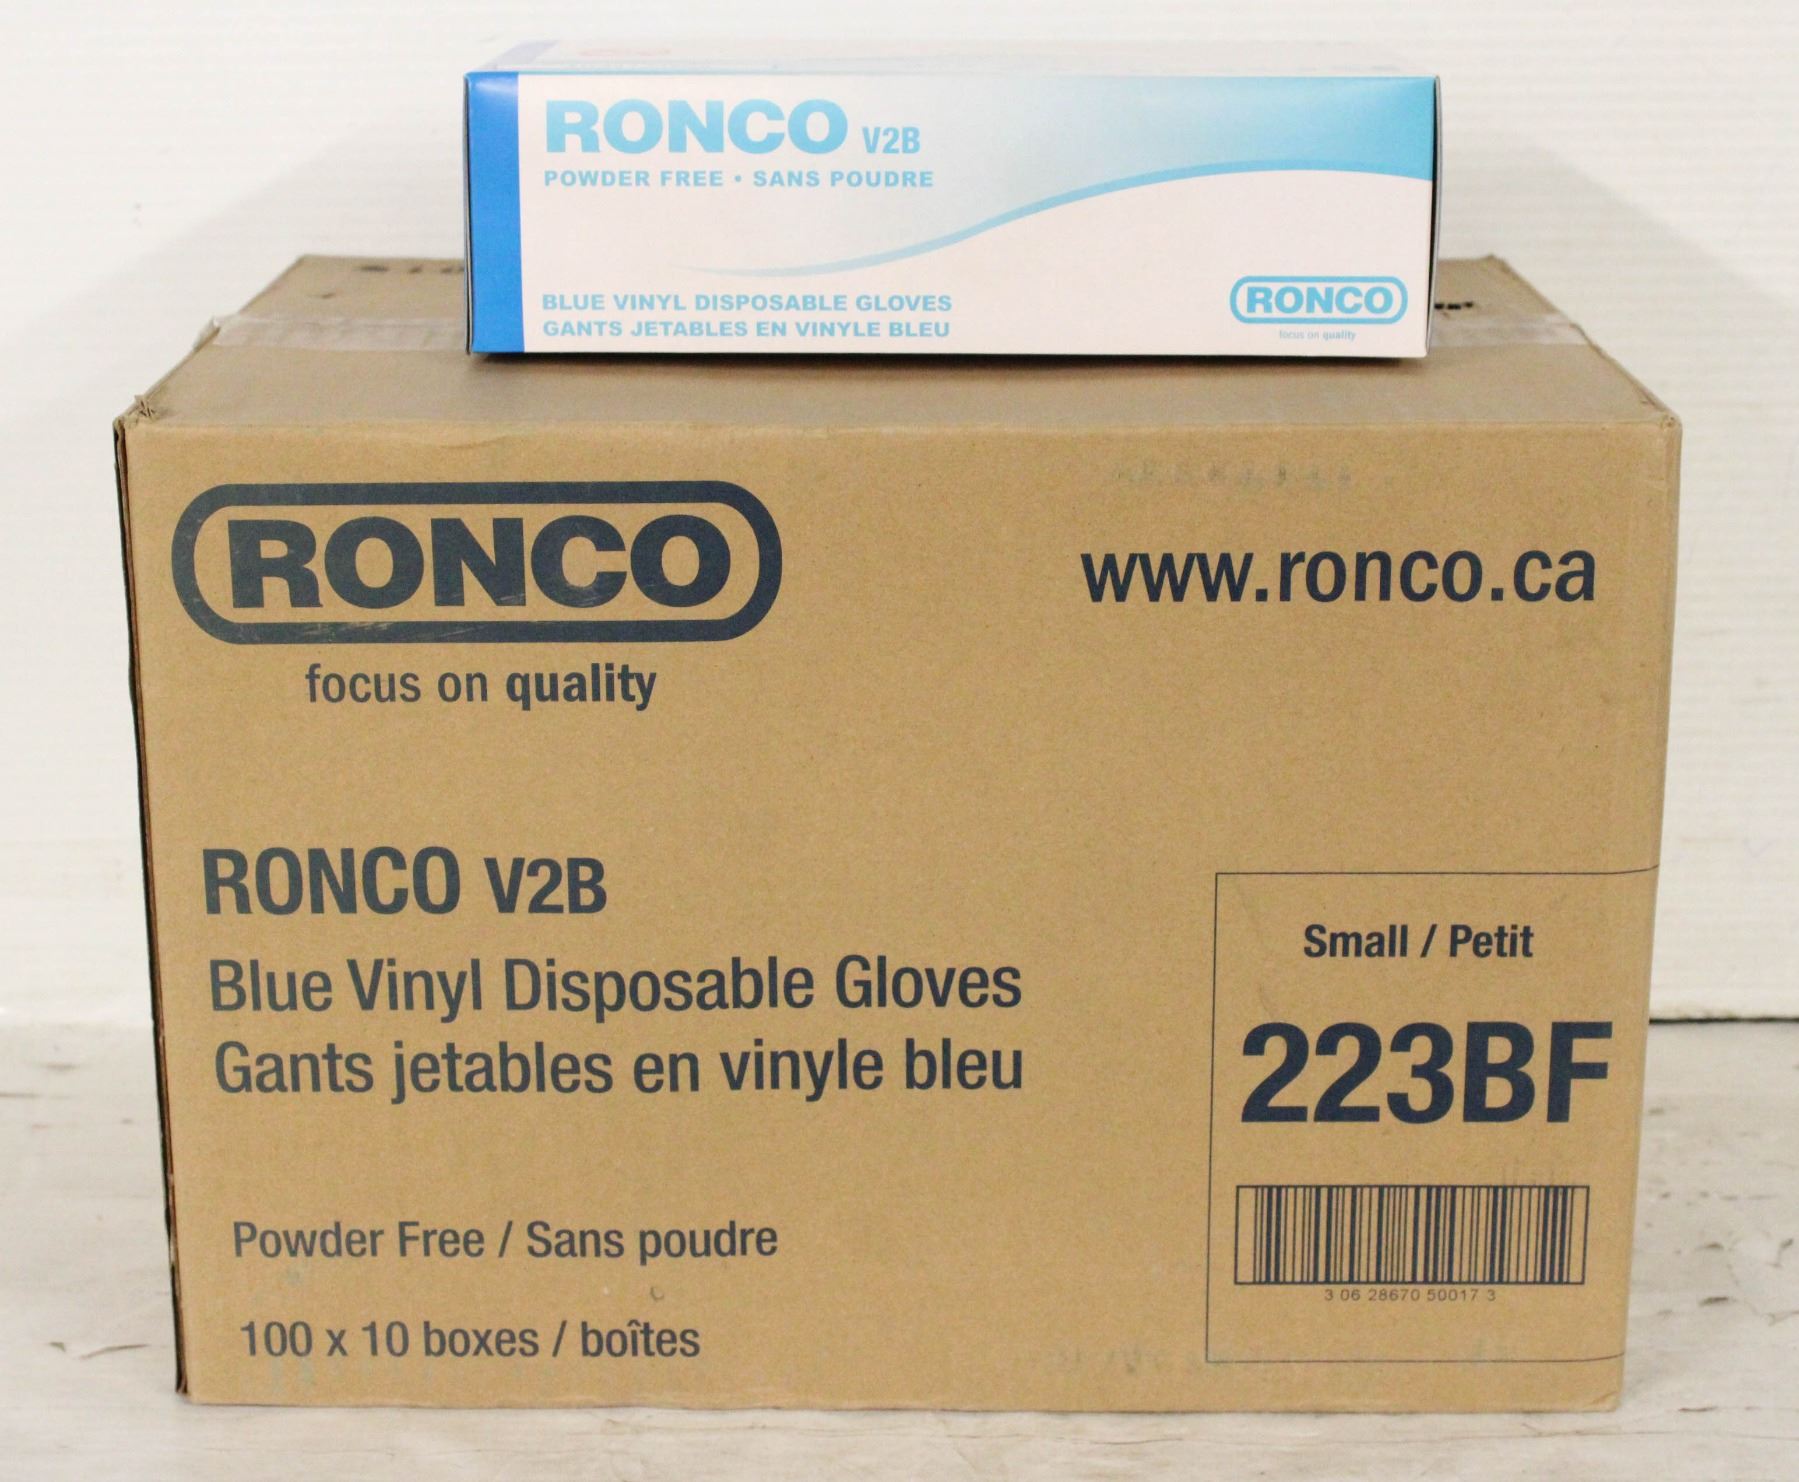 RONCO V2B
POWDER FREE • SANS POUDRE
BLUE VINYL DISPOSABLE GLOVES
GANTS JETABLES EN VINYLE BLEU
RONCO
focus on quality
RONCO
focus on quality
www.ronco.ca
RONCO V2B
Blue Vinyl Disposable Gloves
Gants jetables en vinyle bleu
Powder Free / Sans poudre
100 x 10 boxes / boîtes
Small / Petit
223BF
3 06 28670 50017 3